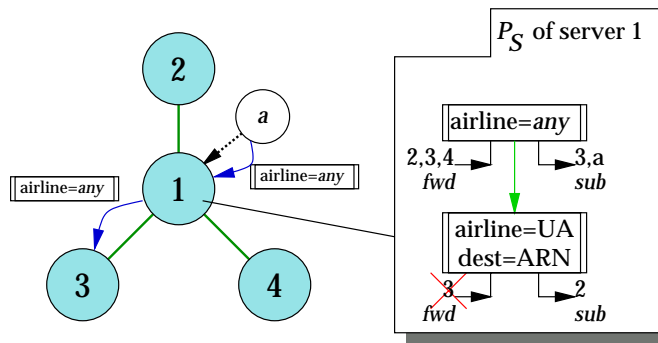 P_S of server 1
2
a
airline=any
2,3,4
3,a
fwd
sub
airline=any
airline=any
1
airline=UA
dest=ARN
3
4
3
2
fwd
sub